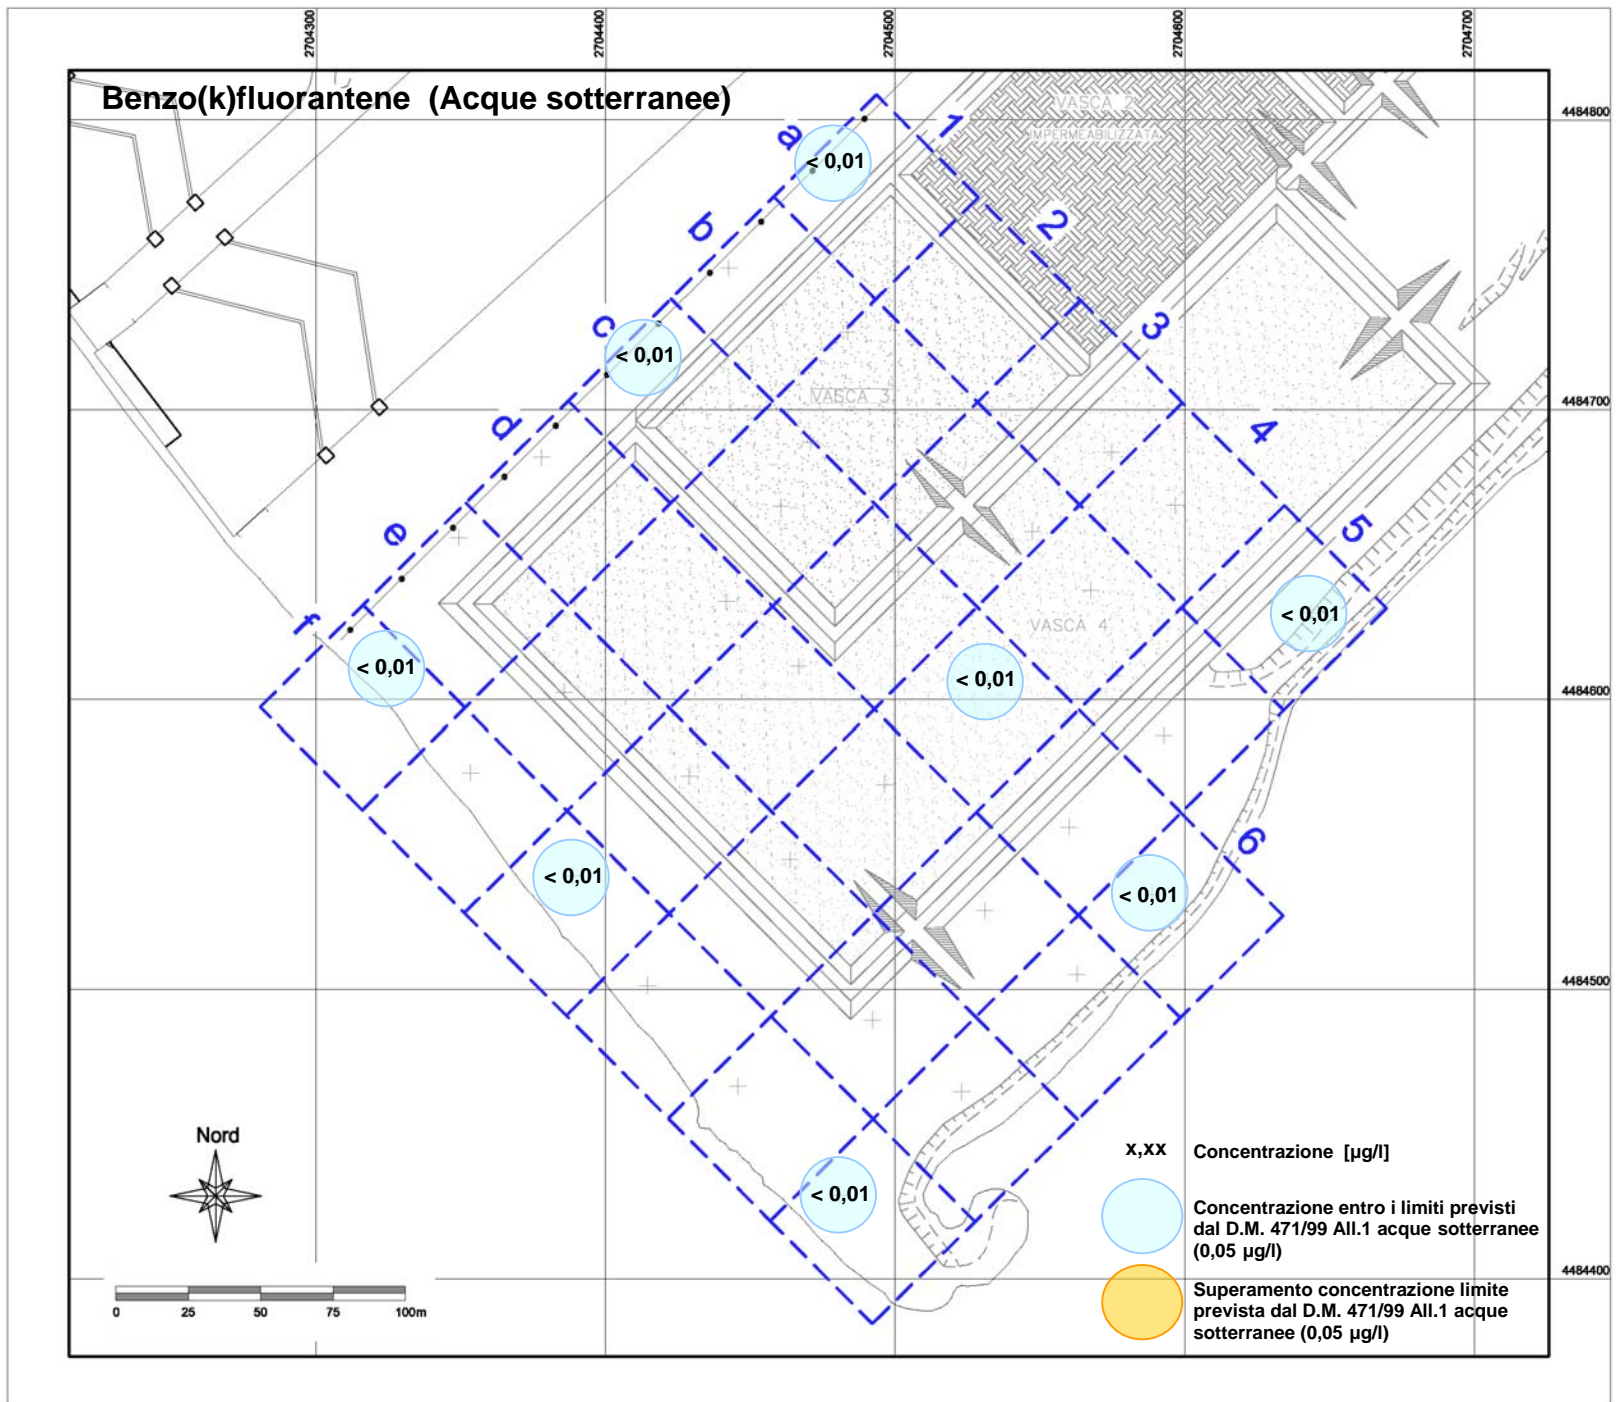 2704300
2704400
2704500
2704600
2704700
Benzo(k)fluorantene (Acque sotterranee)
VASCA 2
IMPERMEABILIZZATA
4484800
a
1
< 0,01
b
2
c
3
< 0,01
VASCA 3
4484700
d
4
e
5
f
< 0,01
VASCA 4
< 0,01
< 0,01
4484600
6
< 0,01
< 0,01
4484500
Nord
x,xx Concentrazione [µg/l]
< 0,01
Concentrazione entro i limiti previsti
dal D.M. 471/99 All.1 acque sotterranee
(0,05 µg/l)
4484400
Superamento concentrazione limite
prevista dal D.M. 471/99 All.1 acque
sotterranee (0,05 µg/l)
0 25 50 75 100m